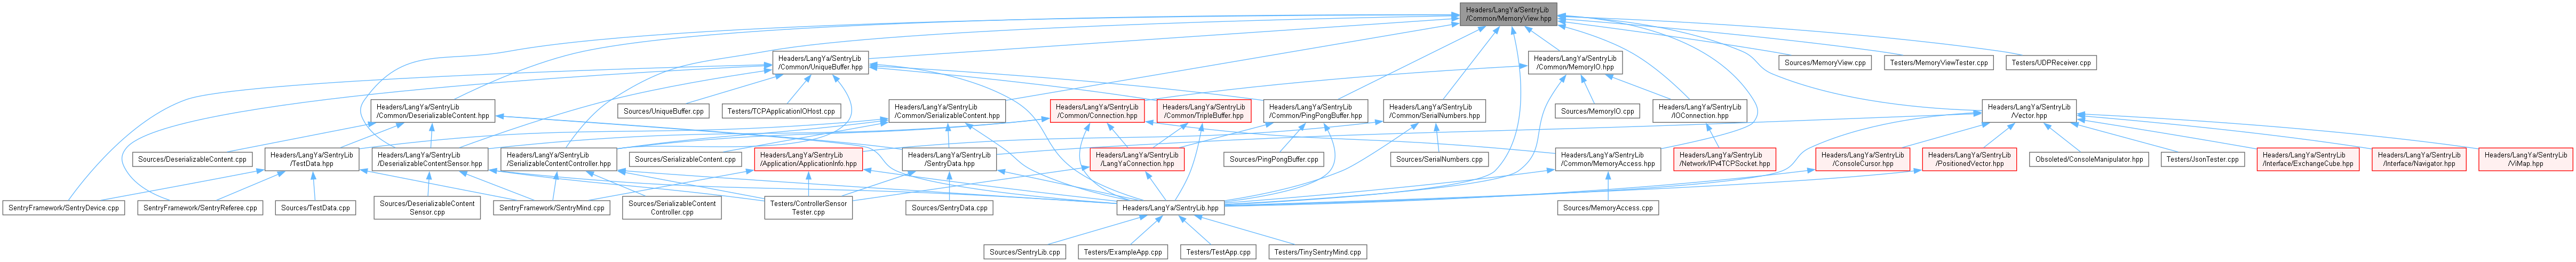 Headers/LangYa/SentryLib
/Common/MemoryView.hpp
Headers/LangYa/SentryLib
/Common/UniqueBuffer.hpp
Headers/LangYa/SentryLib
/Common/MemoryIO.hpp
Sources/MemoryView.cpp
Testers/MemoryViewTester.cpp
Testers/UDPReceiver.cpp
Headers/LangYa/SentryLib
/Common/DeserializableContent.hpp
Sources/UniqueBuffer.cpp
Testers/TCPApplicationIOHost.cpp
Headers/LangYa/SentryLib
/Common/SerializableContent.hpp
Headers/LangYa/SentryLib
/Common/Connection.hpp
Headers/LangYa/SentryLib
/Common/TripleBuffer.hpp
Headers/LangYa/SentryLib
/Common/PingPongBuffer.hpp
Headers/LangYa/SentryLib
/Common/SerialNumbers.hpp
Sources/MemoryIO.cpp
Headers/LangYa/SentryLib
/IOConnection.hpp
Headers/LangYa/SentryLib
/Vector.hpp
Sources/DeserializableContent.cpp
Headers/LangYa/SentryLib
/TestData.hpp
Headers/LangYa/SentryLib
/DeserializableContentSensor.hpp
Headers/LangYa/SentryLib
/SerializableContentController.hpp
Sources/SerializableContent.cpp
Headers/LangYa/SentryLib
/Application/ApplicationInfo.hpp
Headers/LangYa/SentryLib
/SentryData.hpp
Headers/LangYa/SentryLib
/LangYaConnection.hpp
Sources/PingPongBuffer.cpp
Sources/SerialNumbers.cpp
Headers/LangYa/SentryLib
/Common/MemoryAccess.hpp
Headers/LangYa/SentryLib
/Network/IPv4TCPSocket.hpp
Headers/LangYa/SentryLib
/ConsoleCursor.hpp
Headers/LangYa/SentryLib
/PositionedVector.hpp
Obsoleted/ConsoleManipulator.hpp
Testers/JsonTester.cpp
Headers/LangYa/SentryLib
/Interface/ExchangeCube.hpp
Headers/LangYa/SentryLib
/Interface/Navigator.hpp
Headers/LangYa/SentryLib
/ViMap.hpp
SentryFramework/SentryDevice.cpp
SentryFramework/SentryReferee.cpp
Sources/TestData.cpp
Sources/DeserializableContent
Sensor.cpp
SentryFramework/SentryMind.cpp
Sources/SerializableContent
Controller.cpp
Testers/ControllerSensor
Tester.cpp
Sources/SentryData.cpp
Headers/LangYa/SentryLib.hpp
Sources/MemoryAccess.cpp
Sources/SentryLib.cpp
Testers/ExampleApp.cpp
Testers/TestApp.cpp
Testers/TinySentryMind.cpp